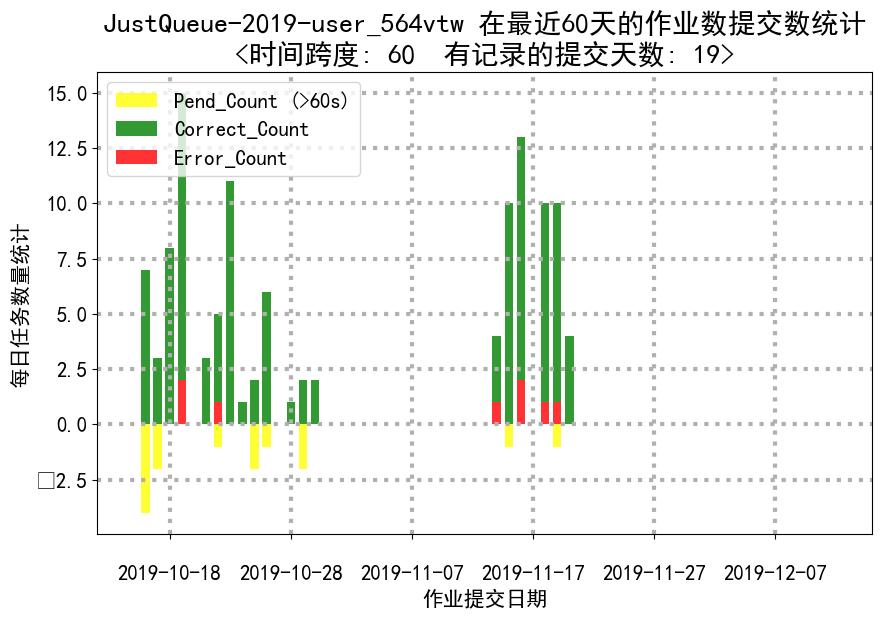 JustQueue-2019-user_564vtw 在最近60天的作业数提交数统计
<时间跨度: 60  有记录的提交天数: 19>
Pend_Count (>60s)
Correct_Count
Error_Count
每日任务数量统计
15.0
12.5
10.0
7.5
5.0
2.5
0.0
□2.5
2019-10-18
2019-10-28
2019-11-07
2019-11-17
2019-11-27
2019-12-07
作业提交日期